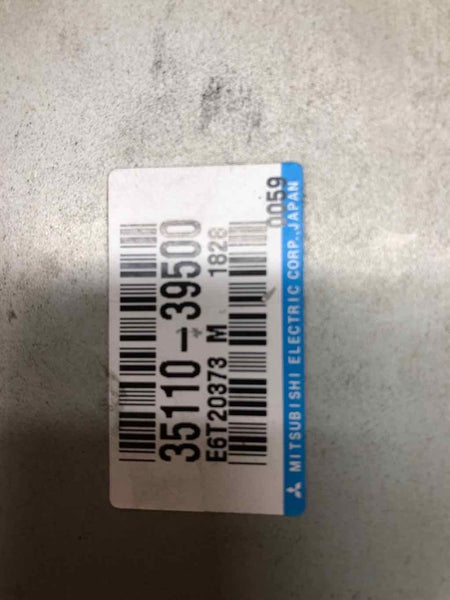 35110-39500
E6T20373 M 1828
0059
MITSUBISHI ELECTRIC CORP. JAPAN